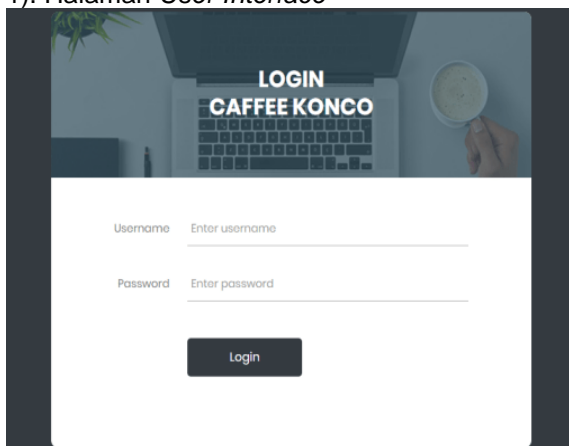 1). Halaman User Interface
LOGIN
CAFFEE KONCO
Username Enter username
Password Enter password
Login